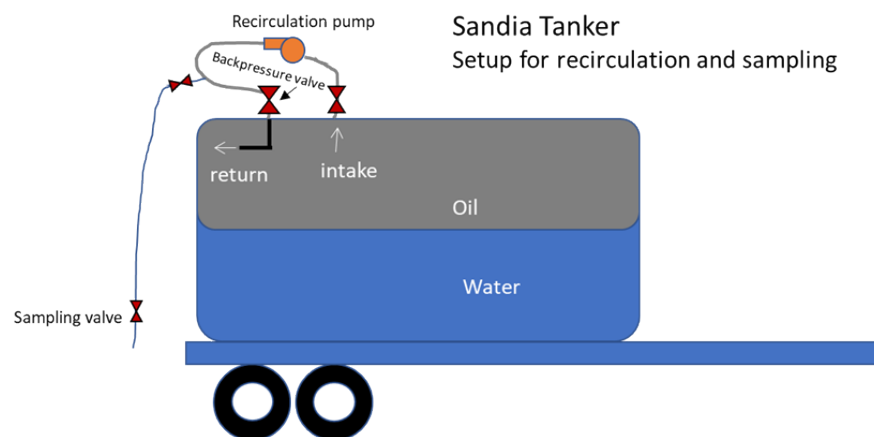 Recirculation pump
Sandia Tanker
Setup for recirculation and sampling
Backpressure valve
return
intake
Oil
Water
Sampling valve